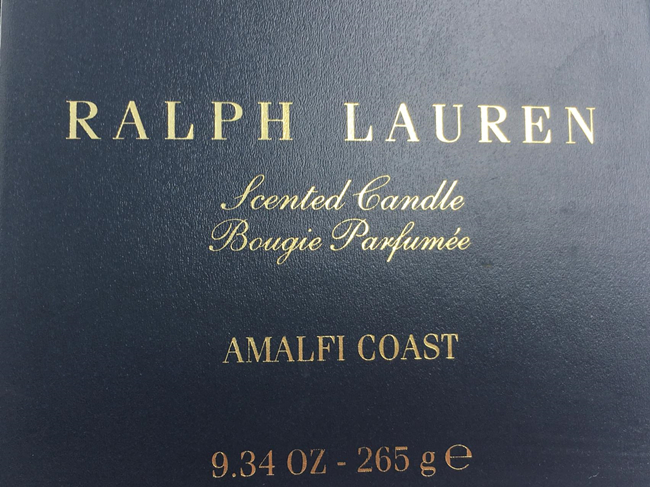 RALPH LAUREN
Scented Candle
Bougie Parfumée
AMALFI COAST
9.34 OZ - 265 g ℮